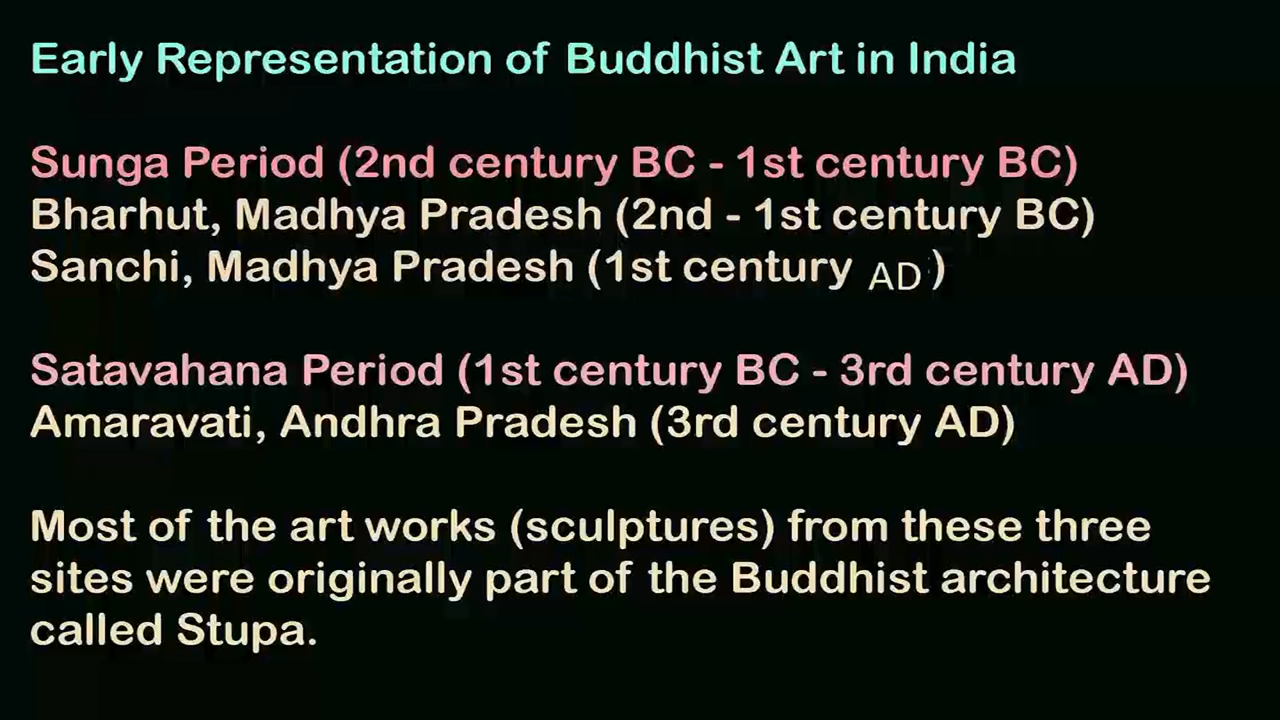 Early Representation of Buddhist Art in India
Sunga Period (2nd century BC - 1st century BC)
Bharhut, Madhya Pradesh (2nd - 1st century BC)
Sanchi, Madhya Pradesh (1st century AD)
Satavahana Period (1st century BC - 3rd century AD)
Amaravati, Andhra Pradesh (3rd century AD)
Most of the art works (sculptures) from these three
sites were originally part of the Buddhist architecture
called Stupa.